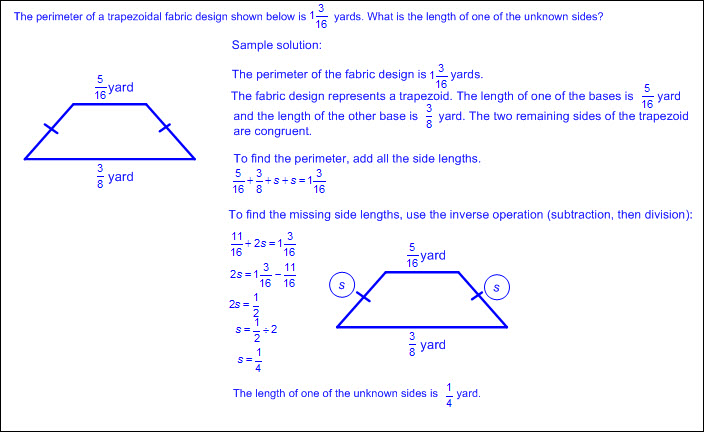 The perimeter of a trapezoidal fabric design shown below is 1 3/16 yards. What is the length of one of the unknown sides?
5/16 yard
3/8 yard
Sample solution:
The perimeter of the fabric design is 1 3/16 yards.
The fabric design represents a trapezoid. The length of one of the bases is 5/16 yard
and the length of the other base is 3/8 yard. The two remaining sides of the trapezoid
are congruent.
To find the perimeter, add all the side lengths.
5/16 + 3/8 + s + s = 1 3/16
To find the missing side lengths, use the inverse operation (subtraction, then division):
11/16 + 2s = 1 3/16
2s = 1 3/16 − 11/16
2s = 1/2
s = 1/2 ÷ 2
s = 1/4
5/16 yard
s
s
3/8 yard
The length of one of the unknown sides is 1/4 yard.